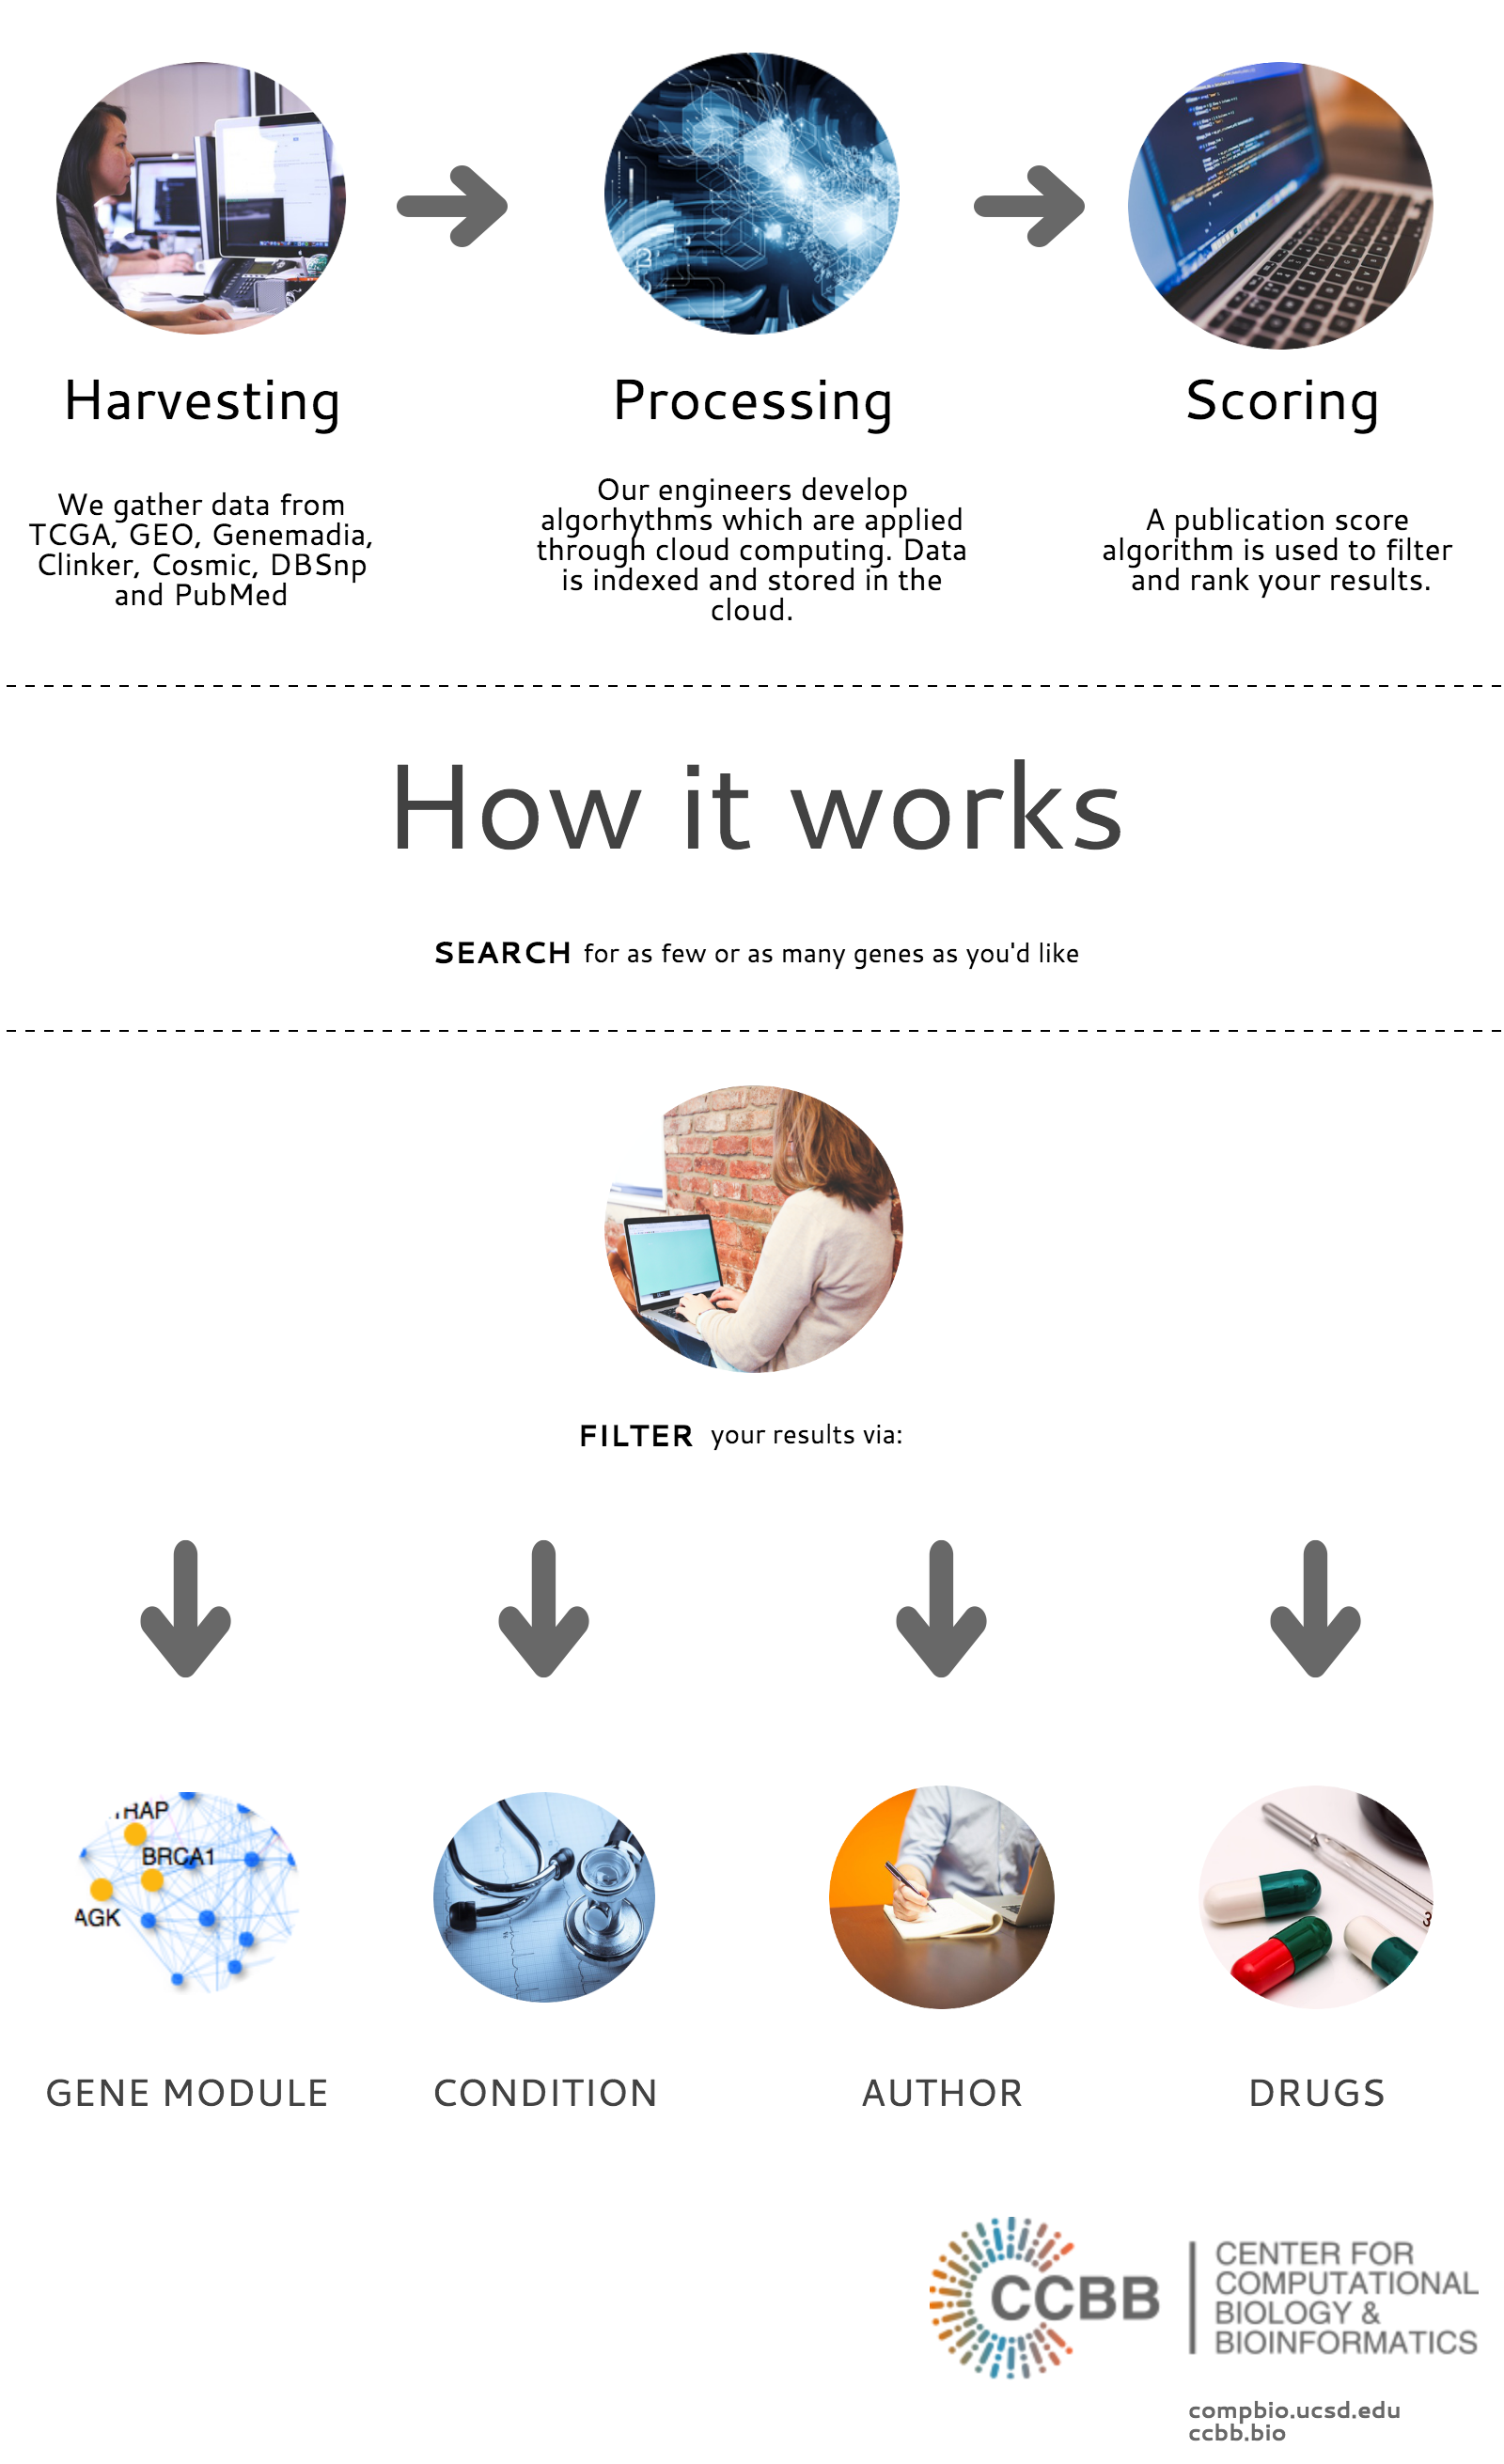 Harvesting
We gather data from
TCGA, GEO, Genemadia,
Clinker, Cosmic, DBSnp
and PubMed
Processing
Our engineers develop
algorhythms which are applied
through cloud computing. Data
is indexed and stored in the
cloud.
Scoring
A publication score
algorithm is used to filter
and rank your results.
How it works
SEARCH for as few or as many genes as you'd like
FILTER your results via:
BRCA1
AGK
GENE MODULE
CONDITION
AUTHOR
DRUGS
3
CCBB
CENTER FOR
COMPUTATIONAL
BIOLOGY &
BIOINFORMATICS
compbio.ucsd.edu
ccbb.bio